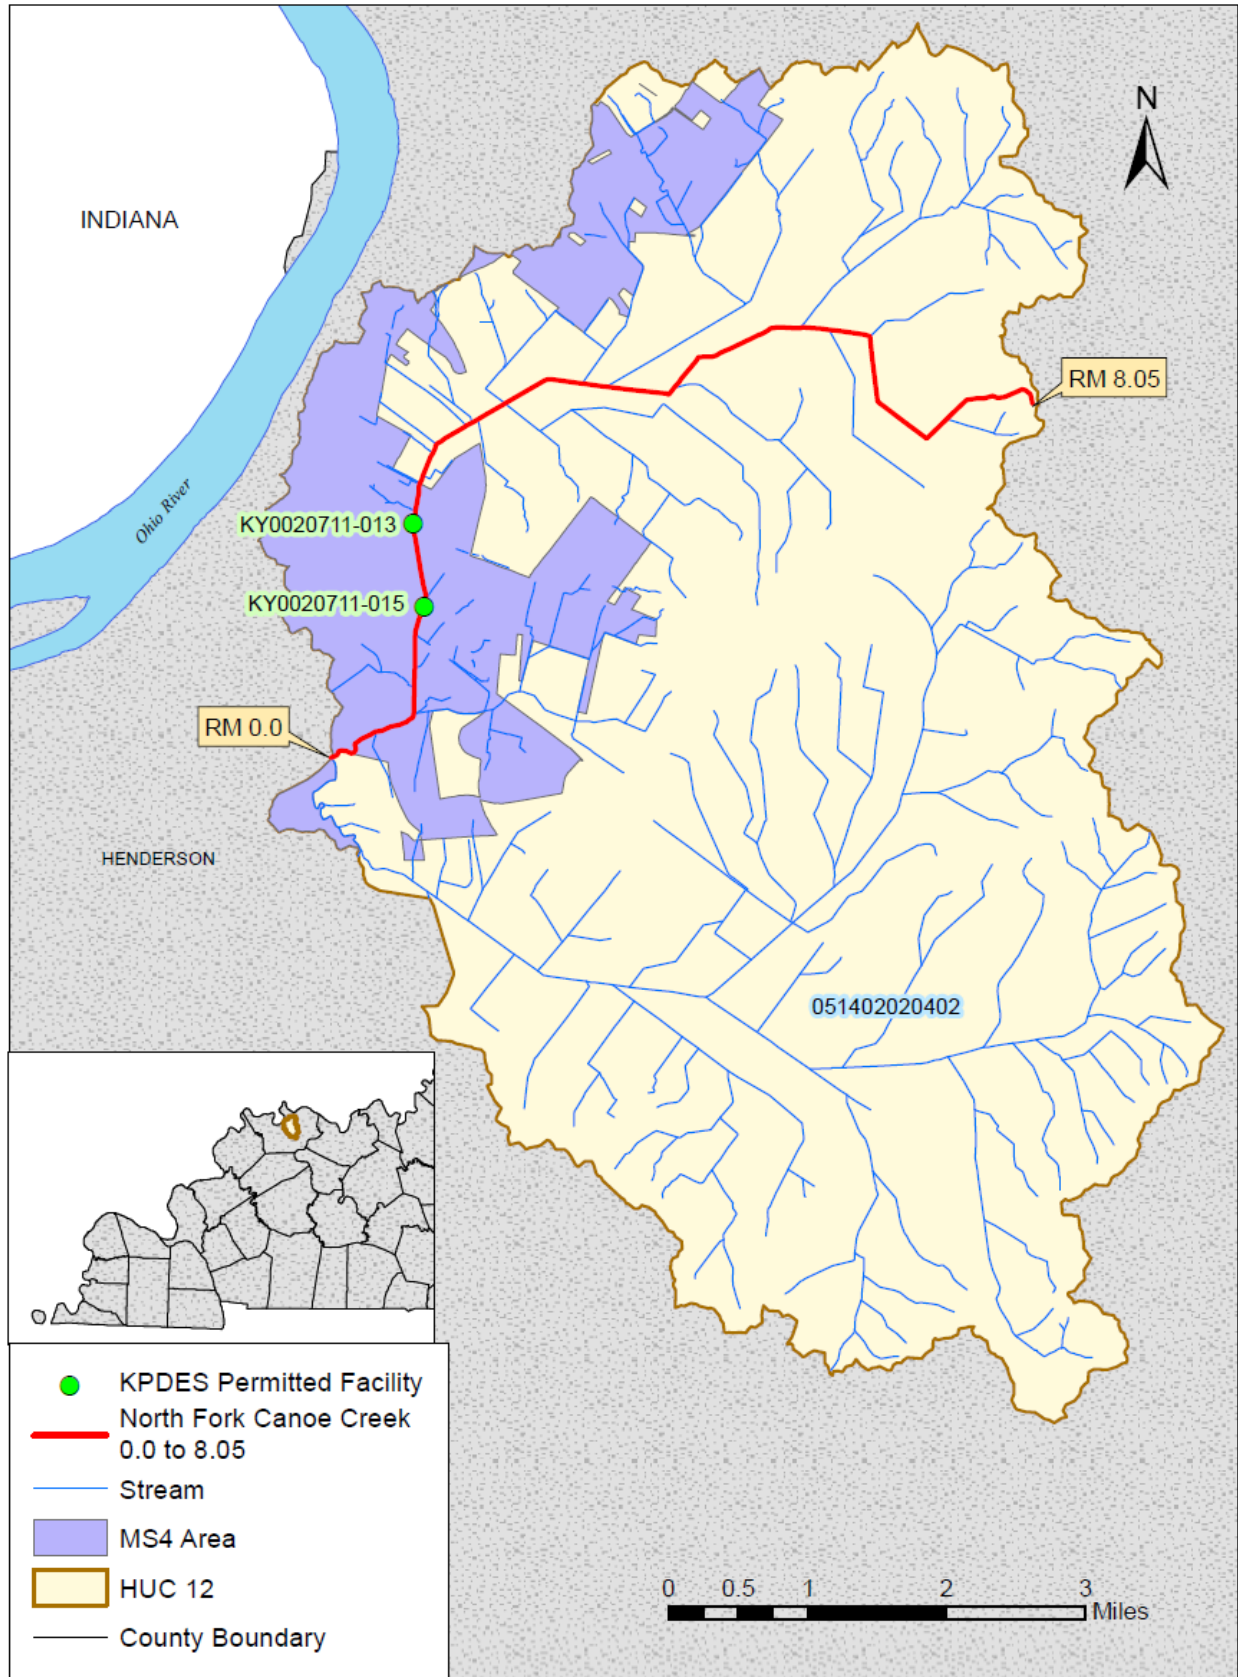 N
INDIANA
RM 8.05
Ohio River
KY0020711-013
KY0020711-015
RM 0.0
HENDERSON
051402020402
KPDES Permitted Facility
North Fork Canoe Creek
0.0 to 8.05
Stream
MS4 Area
HUC 12
County Boundary
0 0.5 1 2 3
Miles